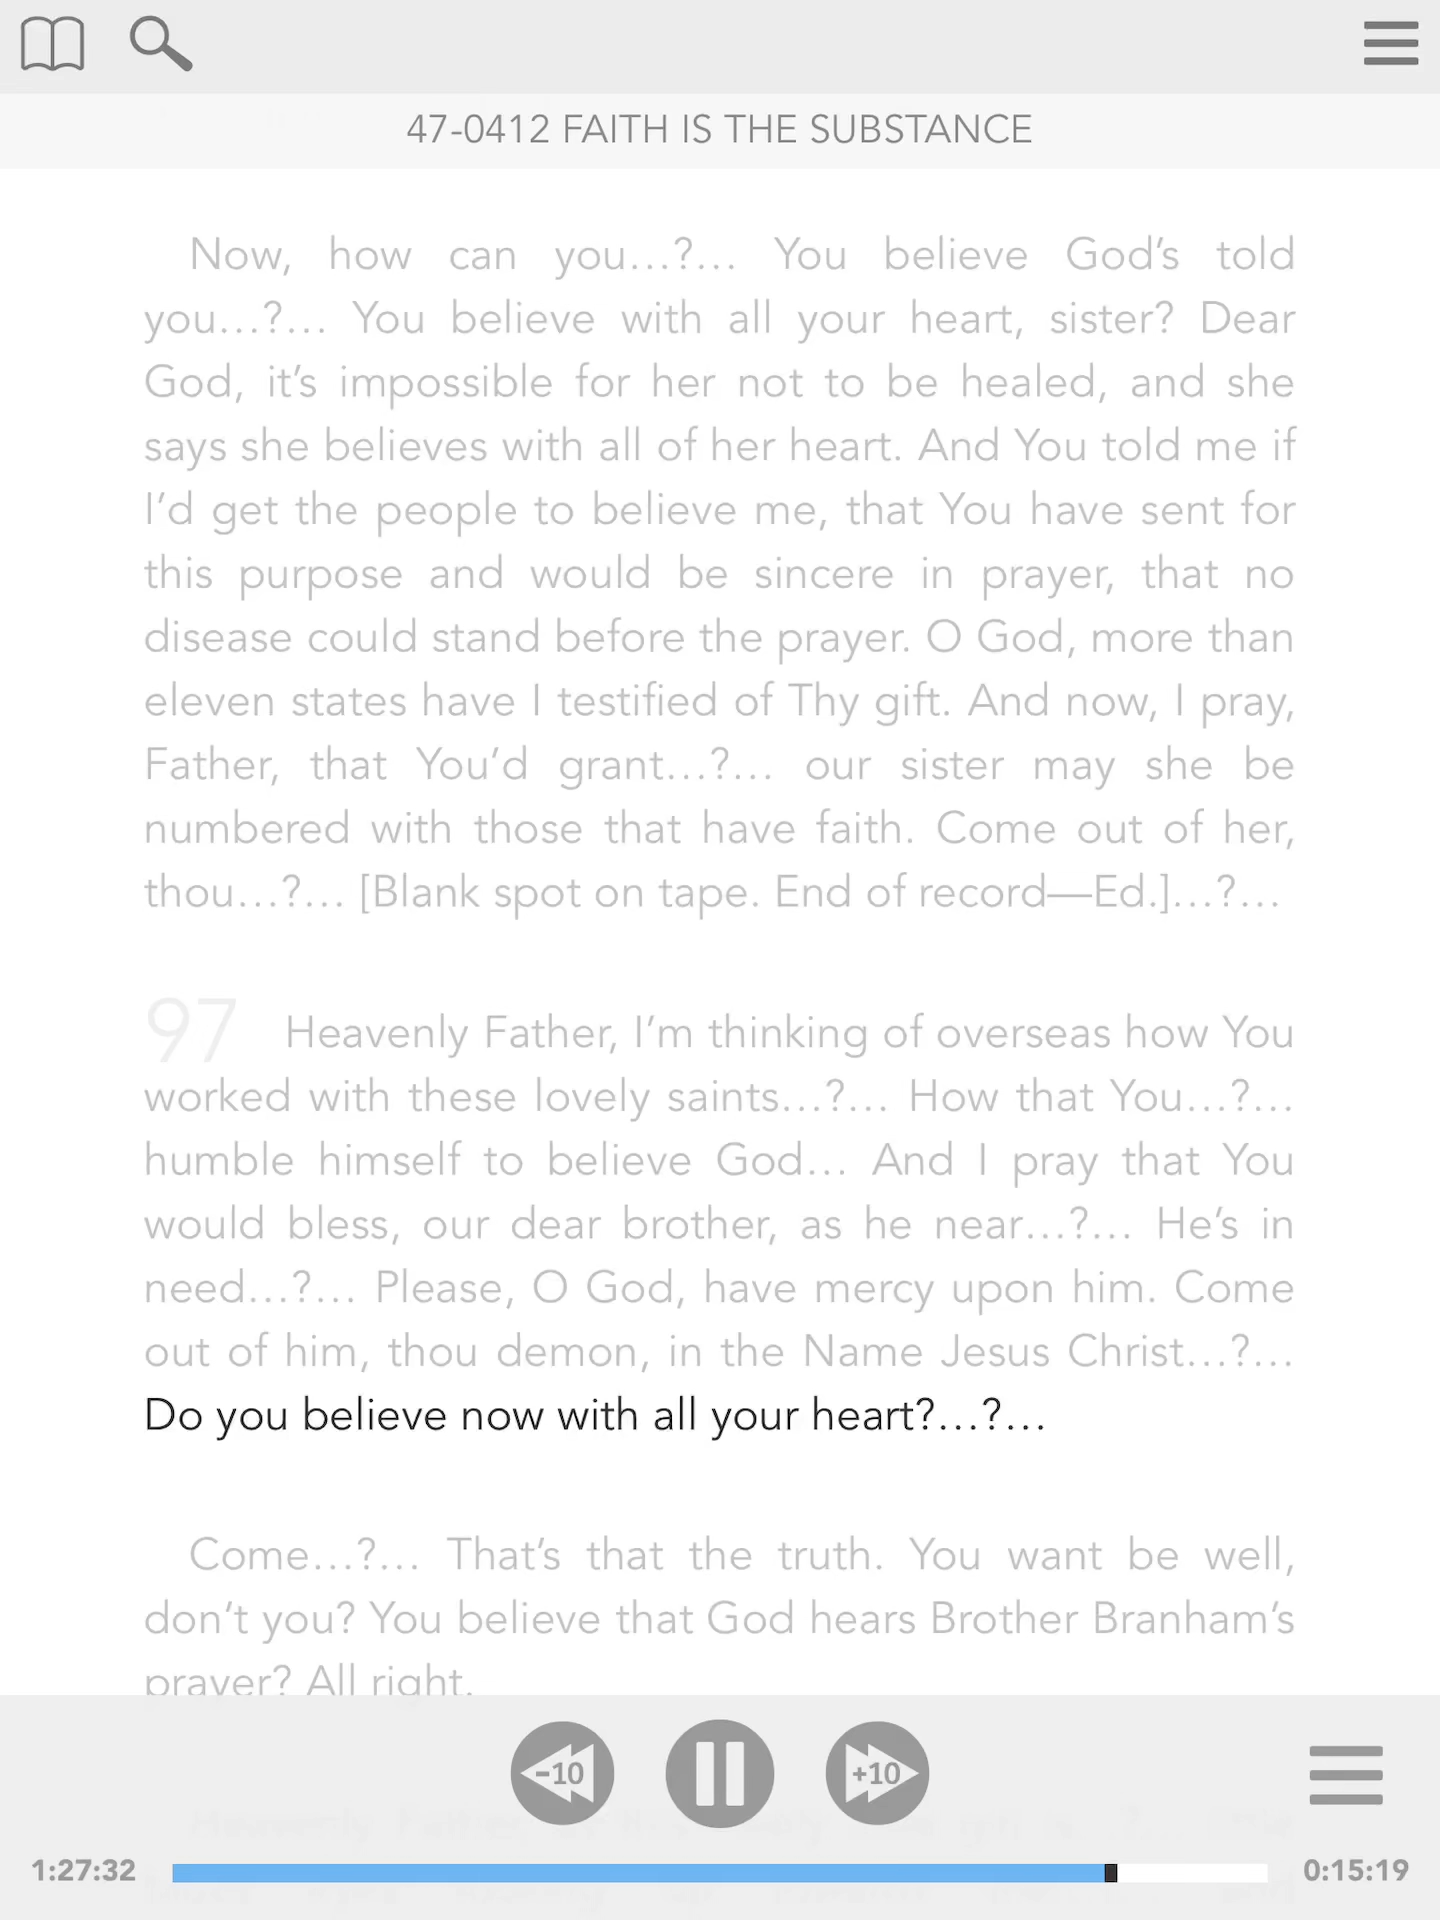 47-0412 FAITH IS THE SUBSTANCE
Now, how can you…?… You believe God’s told
you…?… You believe with all your heart, sister? Dear
God, it’s impossible for her not to be healed, and she
says she believes with all of her heart. And You told me if
I’d get the people to believe me, that You have sent for
this purpose and would be sincere in prayer, that no
disease could stand before the prayer. O God, more than
eleven states have I testified of Thy gift. And now, I pray,
Father, that You’d grant…?… our sister may she be
numbered with those that have faith. Come out of her,
thou…?… [Blank spot on tape. End of record—Ed.]…?…
97 Heavenly Father, I’m thinking of overseas how You
worked with these lovely saints…?… How that You…?…
humble himself to believe God… And I pray that You
would bless, our dear brother, as he near…?… He’s in
need…?… Please, O God, have mercy upon him. Come
out of him, thou demon, in the Name Jesus Christ…?…
Do you believe now with all your heart?…?…
Come…?… That’s that the truth. You want be well,
don’t you? You believe that God hears Brother Branham’s
prayer? All right.
-10 +10
Heavenly Father
1:27:32 0:15:19